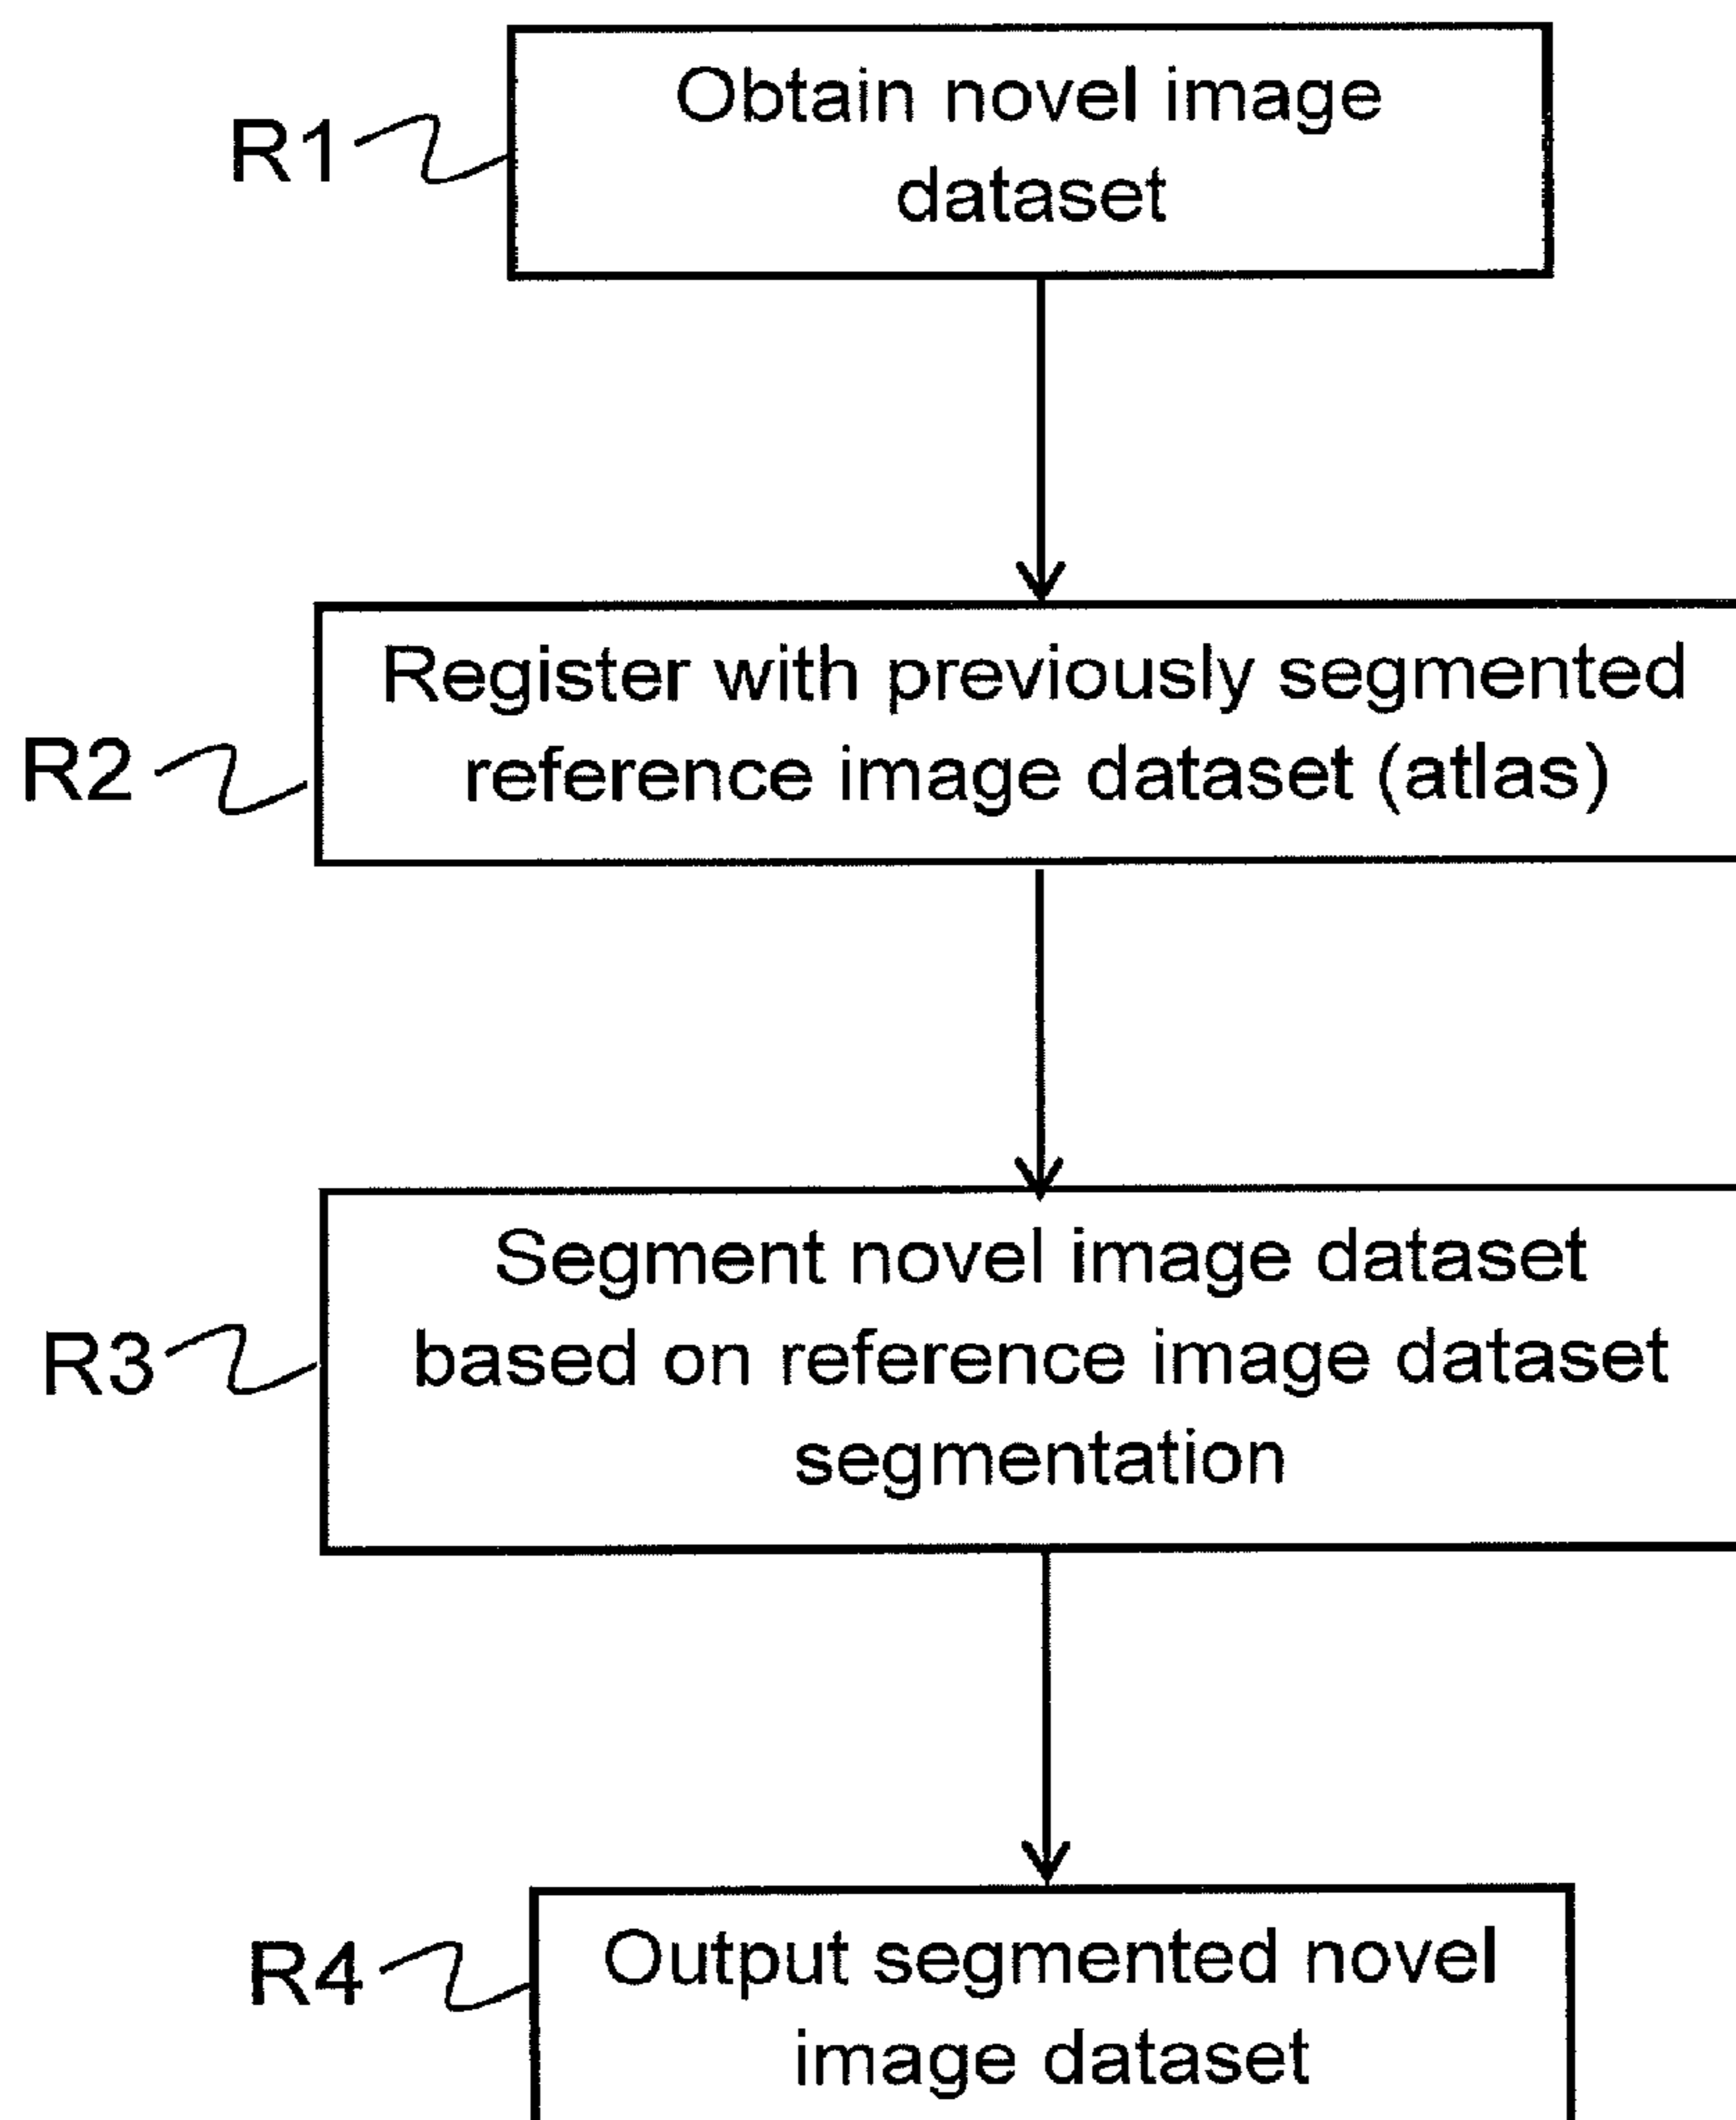 R1
Obtain novel image
dataset
R2
Register with previously segmented
reference image dataset (atlas)
R3
Segment novel image dataset
based on reference image dataset
segmentation
R4
Output segmented novel
image dataset